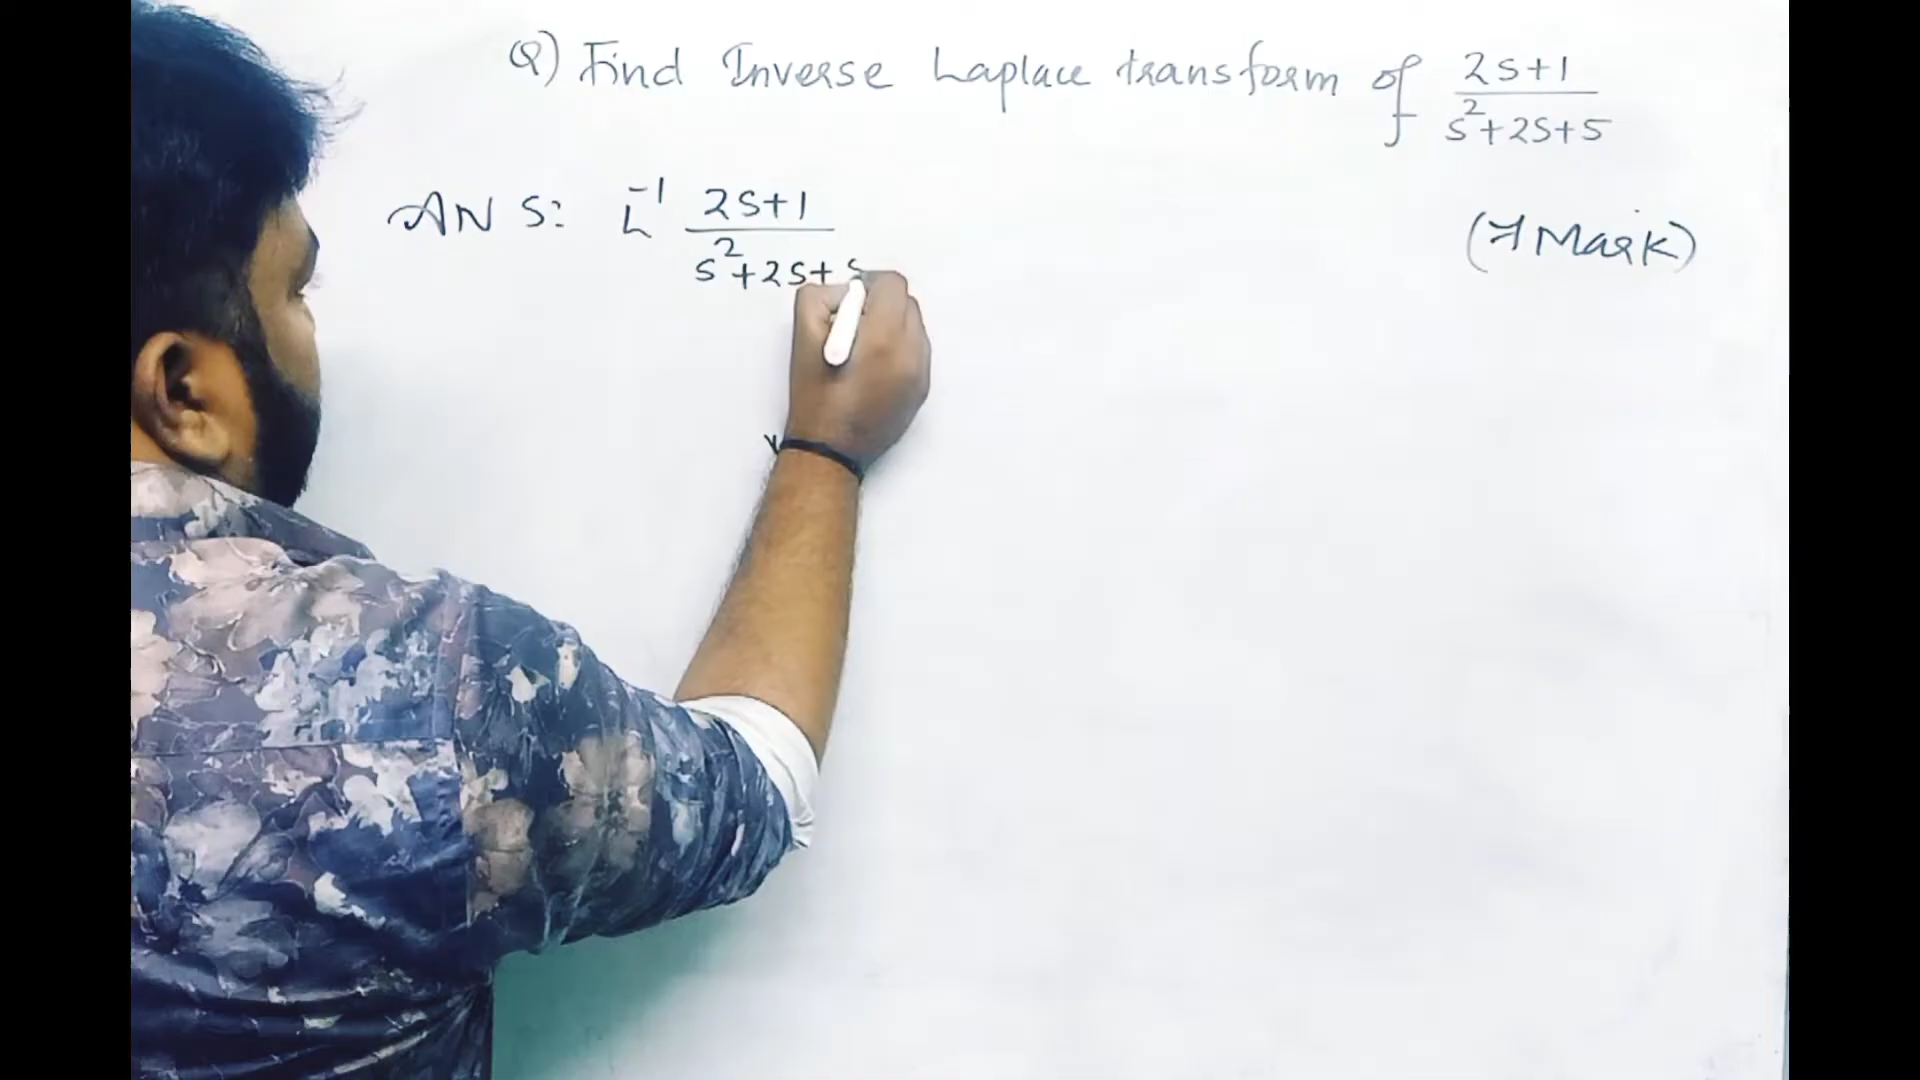 Q) Find Inverse Laplace transform of 2s+1 / s²+2s+5
ANS: L⁻¹ 2s+1 / s²+2s+5
(7 Mark)